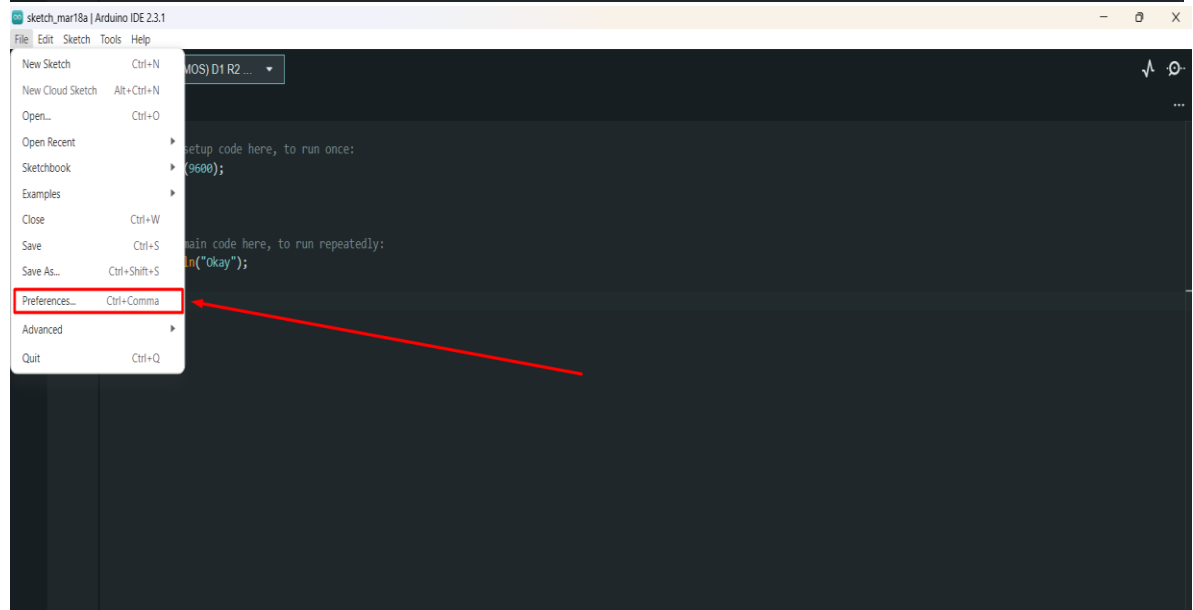 sketch_mar18a | Arduino IDE 2.3.1
File Edit Sketch Tools Help
New Sketch Ctrl+N
New Cloud Sketch Alt+Ctrl+N
Open... Ctrl+O
Open Recent
Sketchbook
Examples
Close Ctrl+W
Save Ctrl+S
Save As... Ctrl+Shift+S
Preferences... Ctrl+Comma
Advanced
Quit Ctrl+Q
MOS) D1 R2 ...
setup code here, to run once:
(9600);
main code here, to run repeatedly:
ln("Okay");